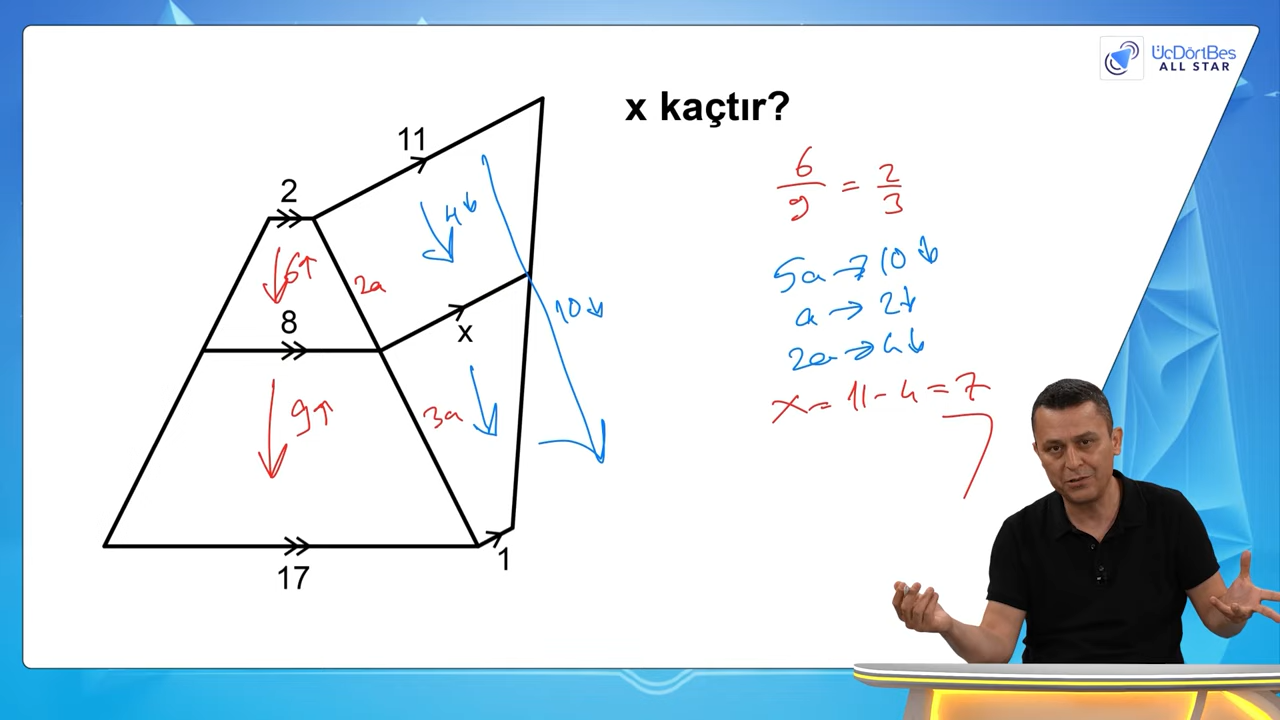 ÜçDörtBeş
ALL STAR
x kaçtır?
11
2
6↑
2a
4↓
8
x
10↓
9↑
3a
17
1
6/9 = 2/3
5a → 10↓
a → 2↓
2a → 4↓
x = 11 - 4 = 7